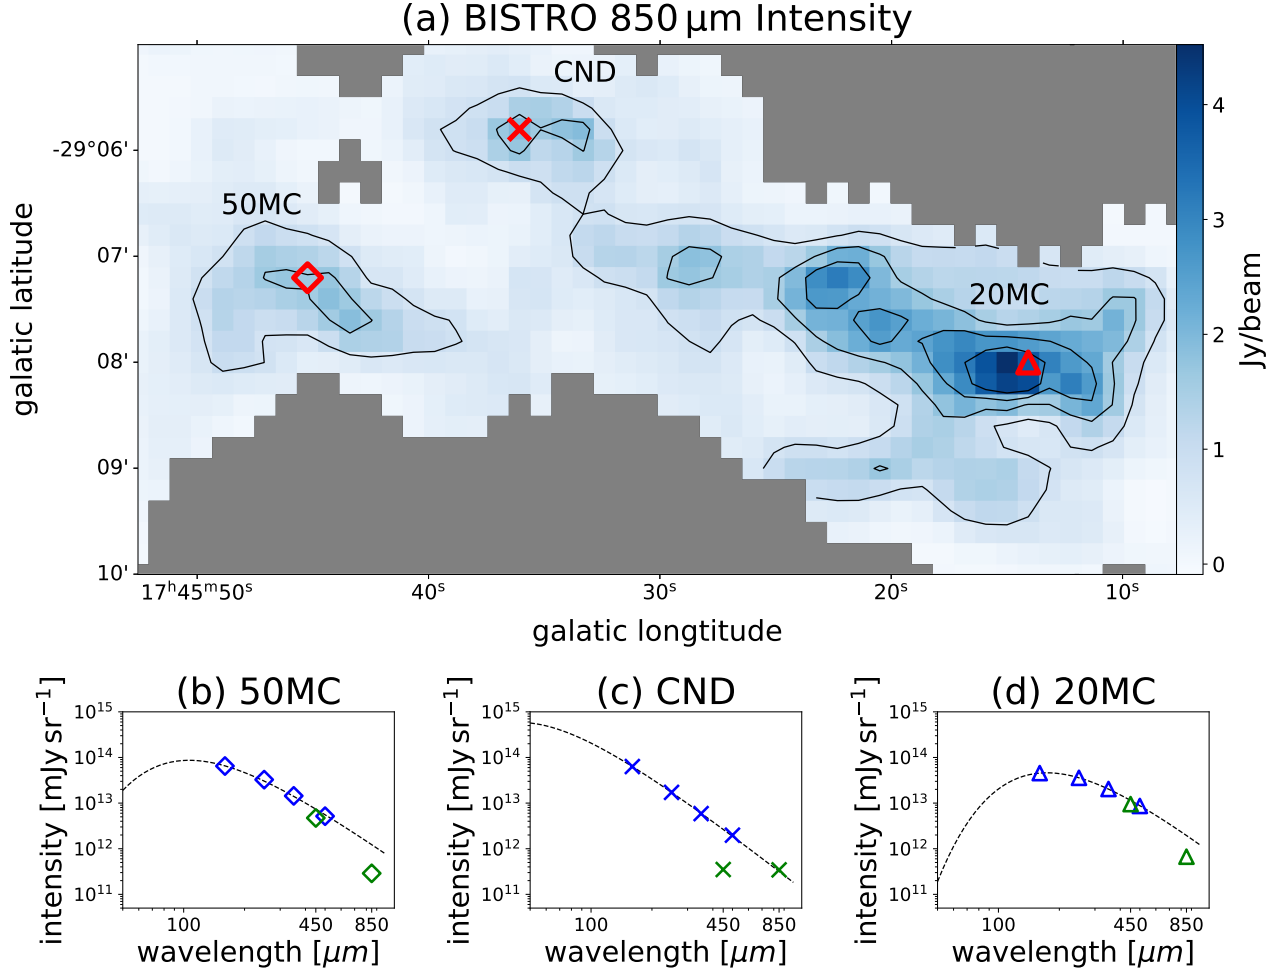 (a) BISTRO 850 μm Intensity
CND
50MC
20MC
-29°06'
07'
08'
09'
10'
galatic latitude
17ʰ45ᵐ50ˢ 40ˢ 30ˢ 20ˢ 10ˢ
galatic longtitude
4
3
2
1
0
Jy/beam
(b) 50MC
intensity [mJy sr⁻¹]
10¹⁵
10¹⁴
10¹³
10¹²
10¹¹
100 450 850
wavelength [μm]
(c) CND
intensity [mJy sr⁻¹]
10¹⁵
10¹⁴
10¹³
10¹²
10¹¹
100 450 850
wavelength [μm]
(d) 20MC
intensity [mJy sr⁻¹]
10¹⁵
10¹⁴
10¹³
10¹²
10¹¹
100 450 850
wavelength [μm]